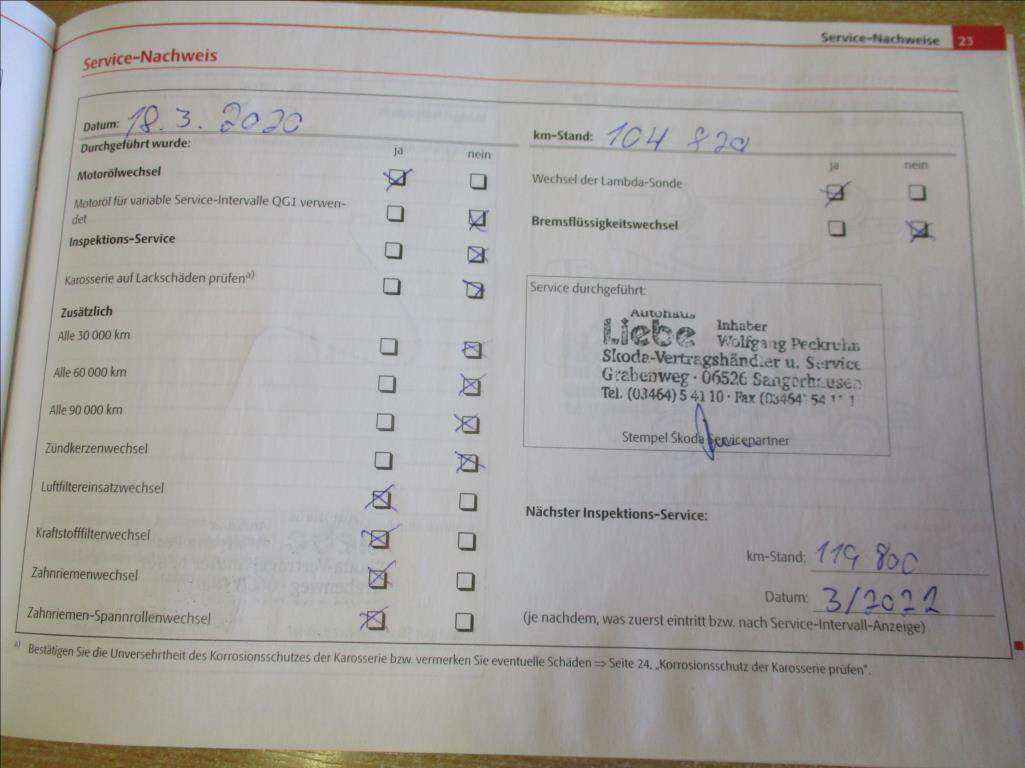 Service-Nachweise 23
Service-Nachweis
Datum: 18.3.2020
Durchgeführt wurde:
ja nein
Motorölwechsel
Motoröl für variable Service-Intervalle QG1 verwen-
det
Inspektions-Service
Karosserie auf Lackschäden prüfen a)
Zusätzlich
Alle 30 000 km
Alle 60 000 km
Alle 90 000 km
Zündkerzenwechsel
Luftfiltereinsatzwechsel
Kraftstofffilterwechsel
Zahnriemenwechsel
Zahnriemen-Spannrollenwechsel
km-Stand: 104
ja nein
Wechsel der Lambda-Sonde
Bremsflüssigkeitswechsel
Service durchgeführt:
Autohaus
Liebe Inhaber
Wolfgang Peckruhn
Skoda-Vertragshändler u. Service
Grabenweg · 06526 Sangerhausen
Tel. (03464) 5 41 10 · Fax (03464) 54
Stempel Škoda Servicepartner
Nächster Inspektions-Service:
km-Stand: 119 800
Datum: 3/2022
(je nachdem, was zuerst eintritt bzw. nach Service-Intervall-Anzeige)
a) Bestätigen Sie die Unversehrtheit des Korrosionsschutzes der Karosserie bzw. vermerken Sie eventuelle Schäden ⇒ Seite 24, „Korrosionsschutz der Karosserie prüfen".